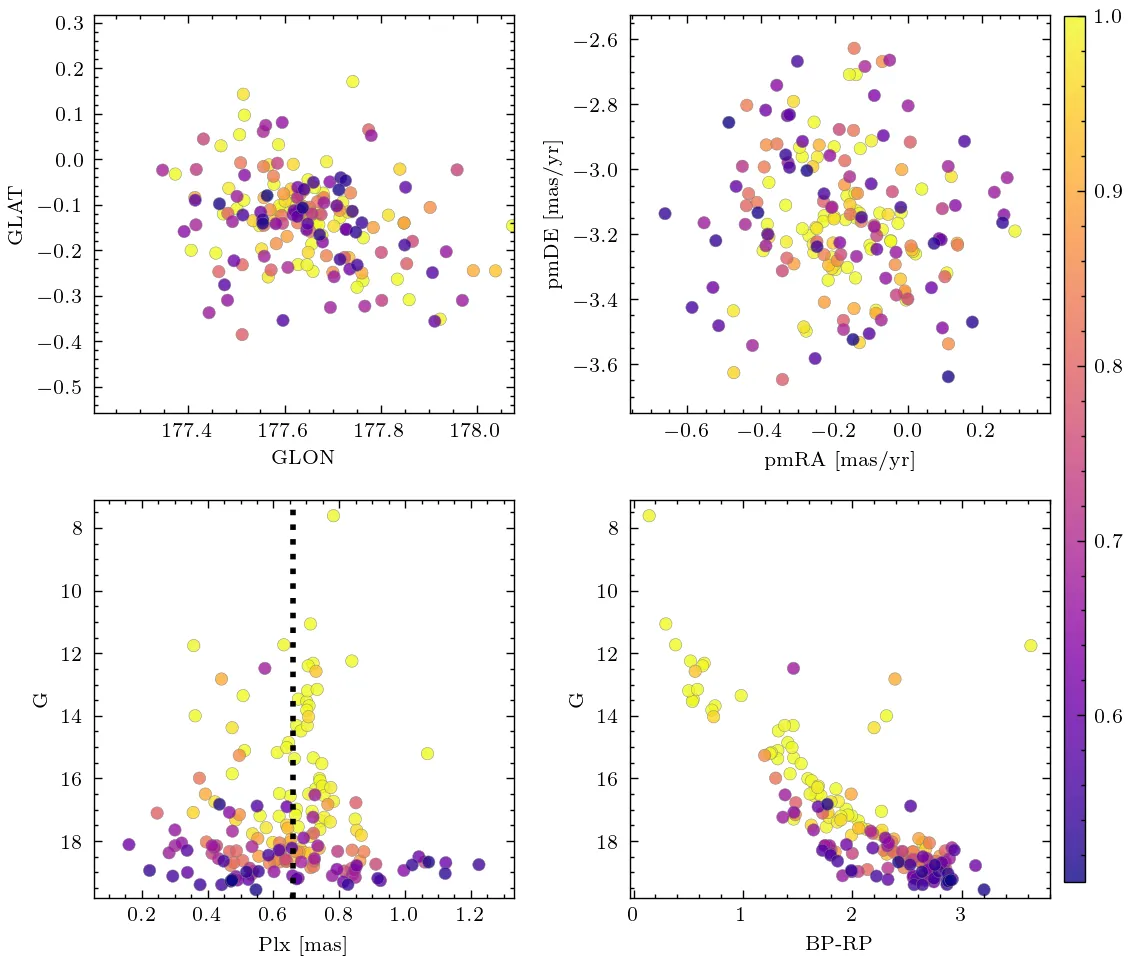 0.3
0.2
0.1
0.0
−0.1
−0.2
−0.3
−0.4
−0.5
GLAT
177.4 177.6 177.8 178.0
GLON
−2.6
−2.8
−3.0
−3.2
−3.4
−3.6
pmDE [mas/yr]
−0.6 −0.4 −0.2 0.0 0.2
pmRA [mas/yr]
1.0
0.9
0.8
0.7
0.6
8
10
12
14
16
18
G
0.2 0.4 0.6 0.8 1.0 1.2
Plx [mas]
8
10
12
14
16
18
G
0 1 2 3
BP-RP